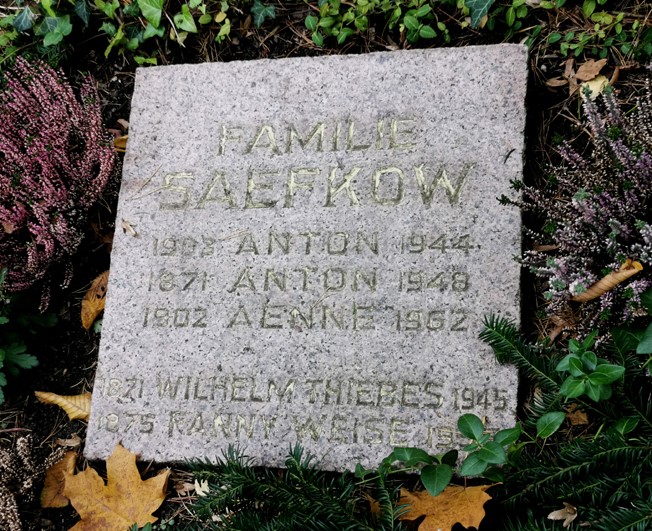 FAMILIE
SAEFKOW
1903 ANTON 1944
1871 ANTON 1948
1902 AENNE 1962
1871 WILHELM THIEBES 1945
1875 FANNY WEISE